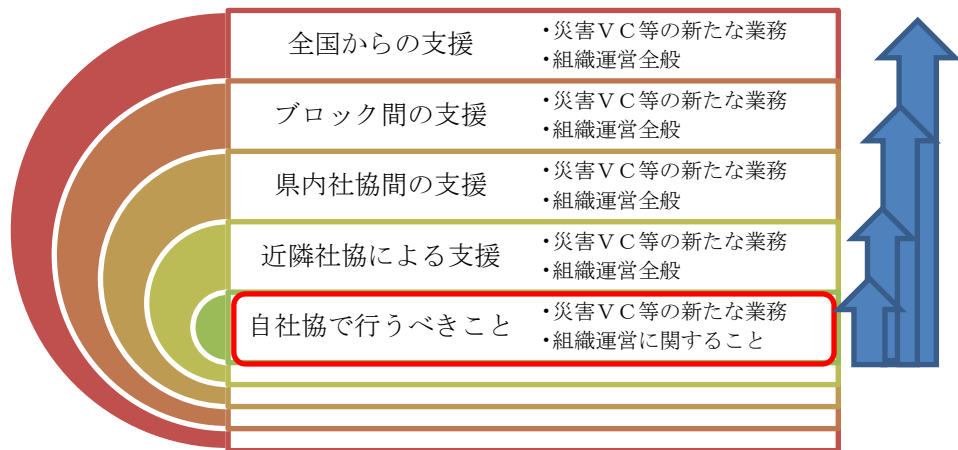 全国からの支援
・災害ＶＣ等の新たな業務
・組織運営全般
ブロック間の支援
・災害ＶＣ等の新たな業務
・組織運営全般
県内社協間の支援
・災害ＶＣ等の新たな業務
・組織運営全般
近隣社協による支援
・災害ＶＣ等の新たな業務
・組織運営全般
自社協で行うべきこと
・災害ＶＣ等の新たな業務
・組織運営に関すること